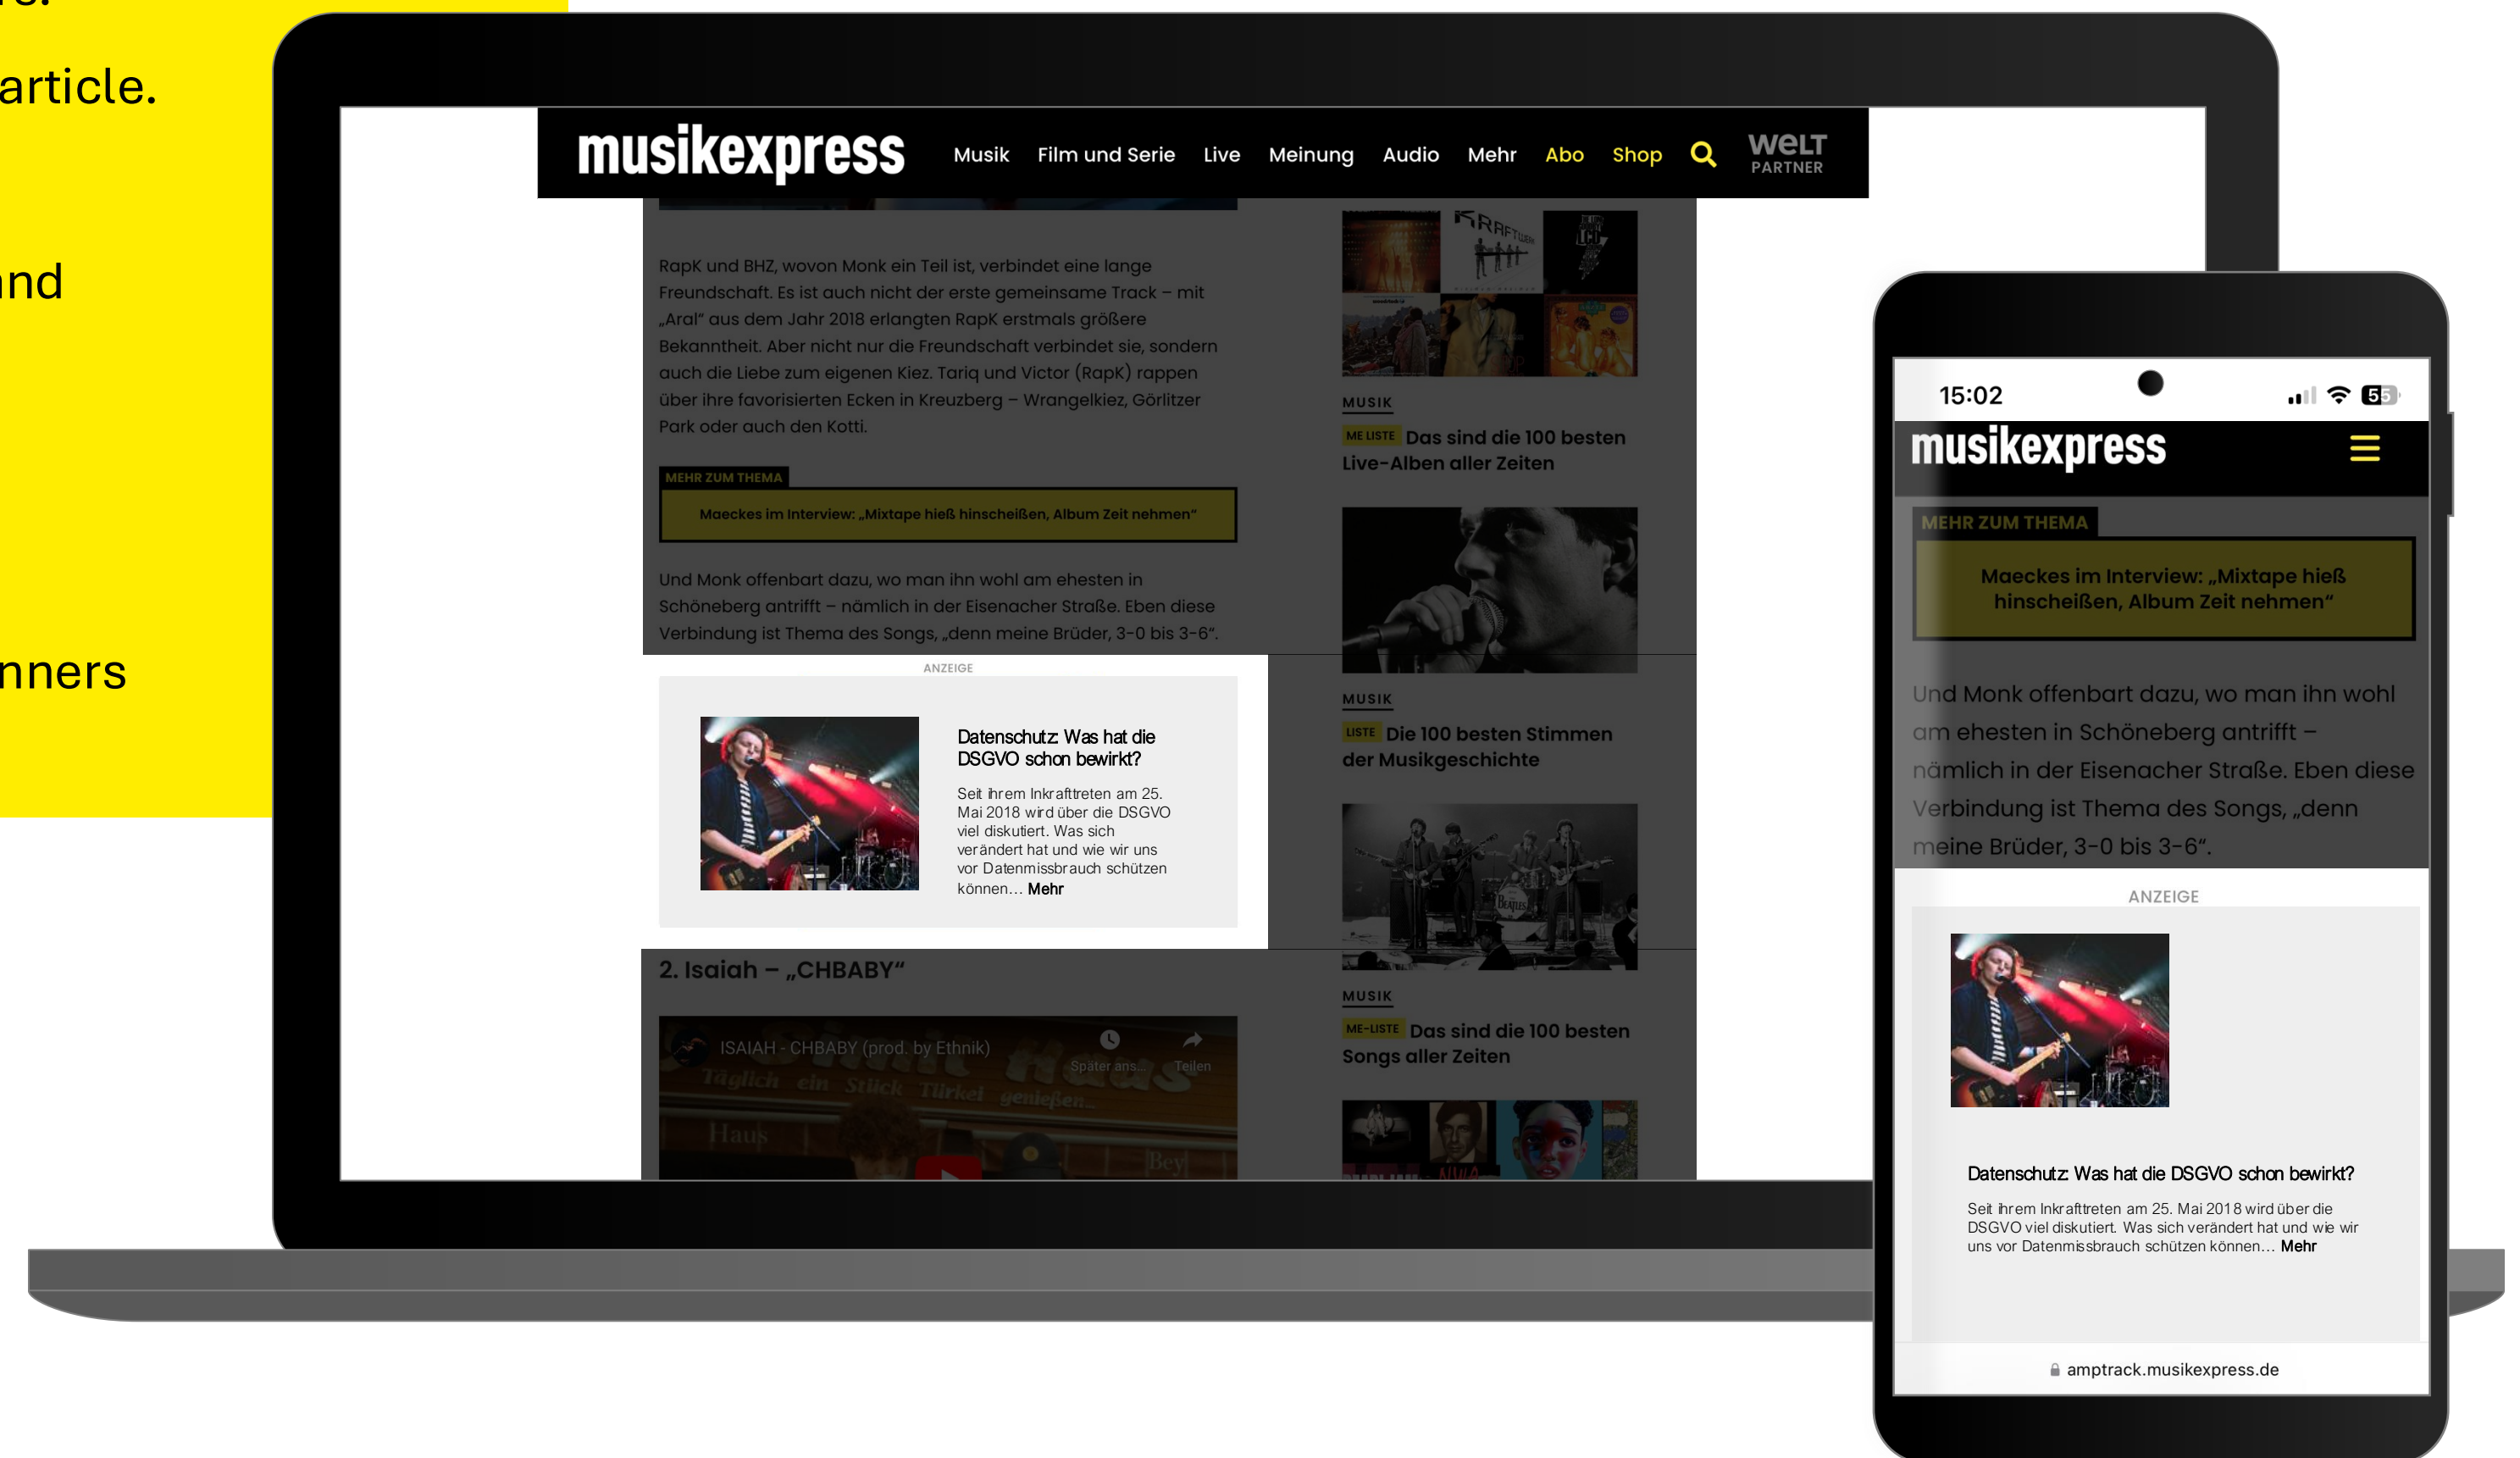 article.
and
musikexpress
Musik Film und Serie Live Meinung Audio Mehr Abo Shop
WELT
PARTNER
RapK und BHZ, wovon Monk ein Teil ist, verbindet eine lange
Freundschaft. Es ist auch nicht der erste gemeinsame Track – mit
„Aral“ aus dem Jahr 2018 erlangten RapK erstmals größere
Bekanntheit. Aber nicht nur die Freundschaft verbindet sie, sondern
auch die Liebe zum eigenen Kiez. Tariq und Victor (RapK) rappen
über ihre favorisierten Ecken in Kreuzberg – Wrangelkiez, Görlitzer
Park oder auch den Kotti.
MEHR ZUM THEMA
Maeckes im Interview: „Mixtape hieß hinscheißen, Album Zeit nehmen“
Und Monk offenbart dazu, wo man ihn wohl am ehesten in
Schöneberg antrifft – nämlich in der Eisenacher Straße. Eben diese
Verbindung ist Thema des Songs, „denn meine Brüder, 3-0 bis 3-6“.
ANZEIGE
Datenschutz: Was hat die
DSGVO schon bewirkt?
Seit ihrem Inkrafttreten am 25.
Mai 2018 wird über die DSGVO
viel diskutiert. Was sich
verändert hat und wie wir uns
vor Datenmissbrauch schützen
können… Mehr
2. Isaiah – „CHBABY“
ISAIAH - CHBABY (prod. by Ethnik)
Später ans...
Teilen
Täglich ein Stück Türkei genießen...
Haus
Bey
KRAFTWERK
LCD
MUSIK
ME LISTE Das sind die 100 besten
Live-Alben aller Zeiten
MUSIK
LISTE Die 100 besten Stimmen
der Musikgeschichte
BEATLES
MUSIK
ME-LISTE Das sind die 100 besten
Songs aller Zeiten
15:02
55
musikexpress
MEHR ZUM THEMA
Maeckes im Interview: „Mixtape hieß
hinscheißen, Album Zeit nehmen“
Und Monk offenbart dazu, wo man ihn wohl
am ehesten in Schöneberg antrifft –
nämlich in der Eisenacher Straße. Eben diese
Verbindung ist Thema des Songs, „denn
meine Brüder, 3-0 bis 3-6“.
ANZEIGE
Datenschutz: Was hat die DSGVO schon bewirkt?
Seit ihrem Inkrafttreten am 25. Mai 2018 wird über die
DSGVO viel diskutiert. Was sich verändert hat und wie wir
uns vor Datenmissbrauch schützen können… Mehr
amptrack.musikexpress.de